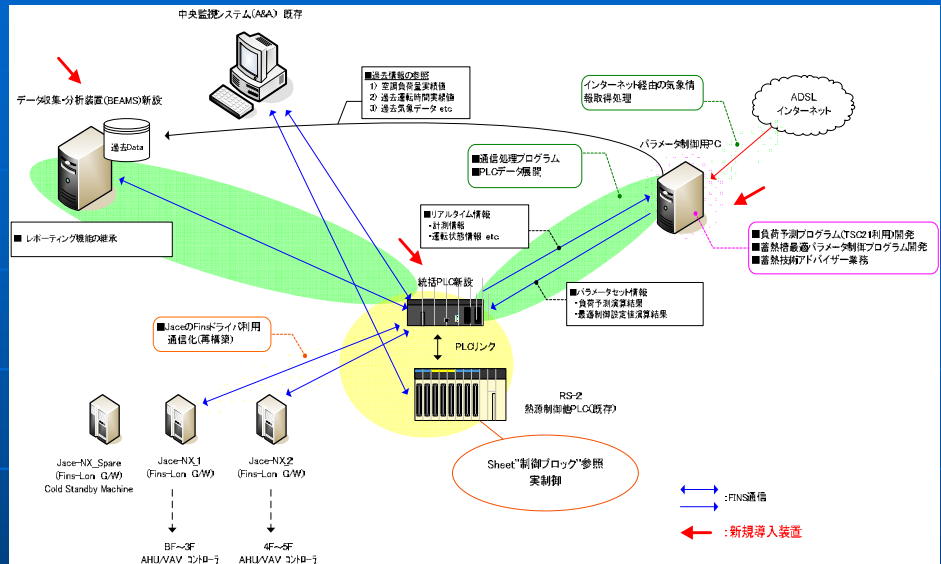 中央監視システム(A&A) 既存
■過去情報の参照
1) 空調負荷量実績値
2) 過去運転時間実績値
3) 過去気象データ etc
インターネット経由の気象情
報取得処理
ADSL
インターネット
データ収集・分析装置(BEAMS)新設
過去Data
パラメータ制御用PC
■通信処理プログラム
■PLCデータ展開
■ レポーティング機能の継承
■リアルタイム情報
・計測情報
・運転状態情報 etc
■負荷予測プログラム(TSC21利用)開発
■蓄熱槽最適パラメータ制御プログラム開発
■蓄熱技術アドバイザー業務
統括PLC新設
■パラメータセット情報
・負荷予測演算結果
・最適制御設定値演算結果
■JaceのFinsドライバ利用
通信化(再構築)
PLCリンク
RS-2
熱源制御他PLC(既存)
Jace-NX_Spare
(Fins-Lon G/W)
Cold Standby Machine
Jace-NX_1
(Fins-Lon G/W)
Jace-NX_2
(Fins-Lon G/W)
Sheet"制御ブロック"参照
実制御
:FINS通信
:新規導入装置
BF~3F
AHU/VAV コントローラ
4F~5F
AHU/VAV コントローラ